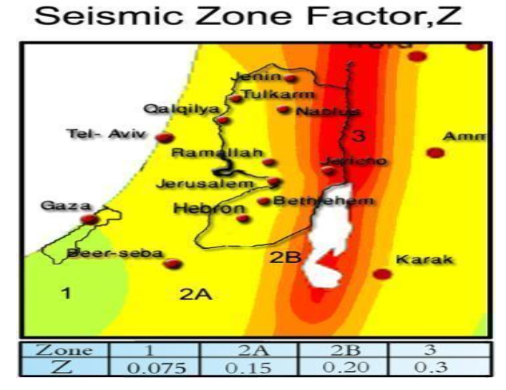 Seismic Zone Factor,Z
Jenin
Tulkarm
Qalqilya
Nablus
Tel- Aviv
3
Amm
Ramallah
Jericho
Jerusalem
Gaza
Hebron
Bethlehem
Beer-seba
2B
Karak
1
2A
Zone 1 2A 2B 3
Z 0.075 0.15 0.20 0.3